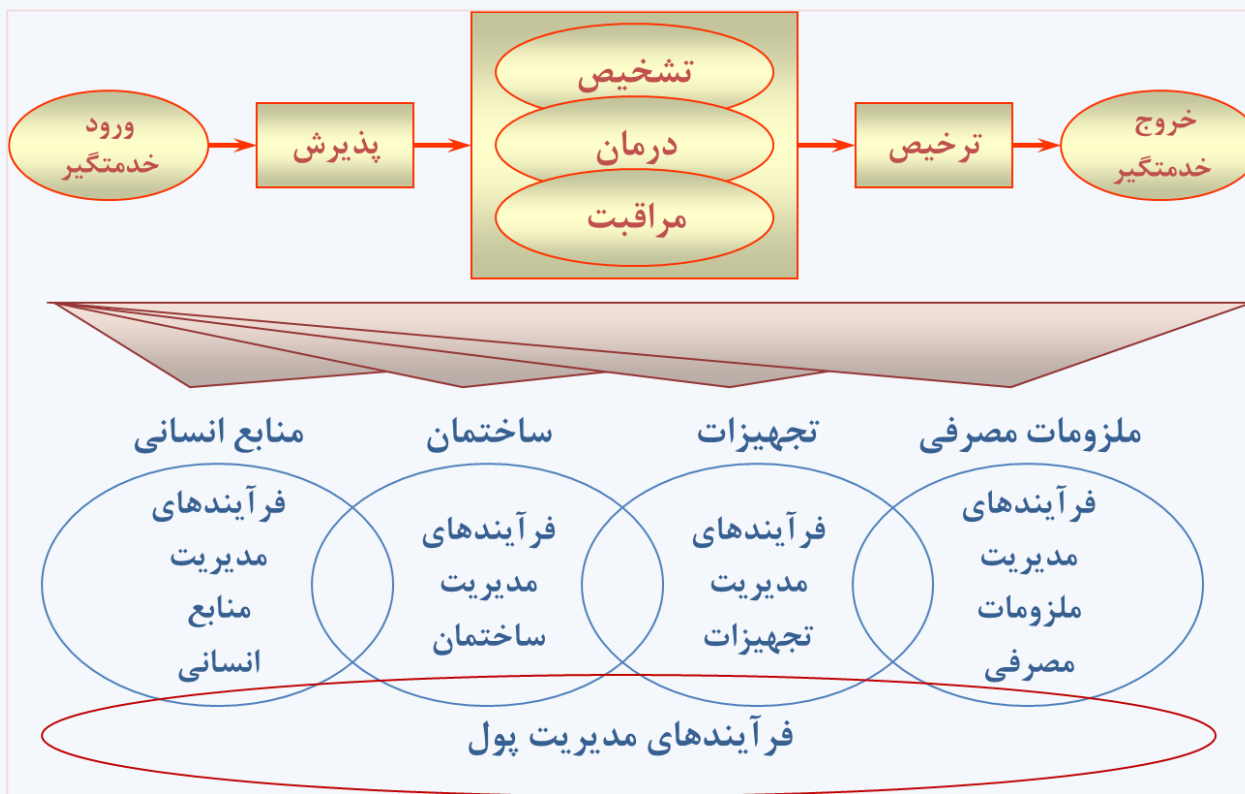 ورود
خدمتگیر
پذیرش
تشخیص
درمان
مراقبت
ترخیص
خروج
خدمتگیر
منابع انسانی
ساختمان
تجهیزات
ملزومات مصرفی
فرآیندهای
مدیریت
منابع
انسانی
فرآیندهای
مدیریت
ساختمان
فرآیندهای
مدیریت
تجهیزات
فرآیندهای
مدیریت
ملزومات
مصرفی
فرآیندهای مدیریت پول